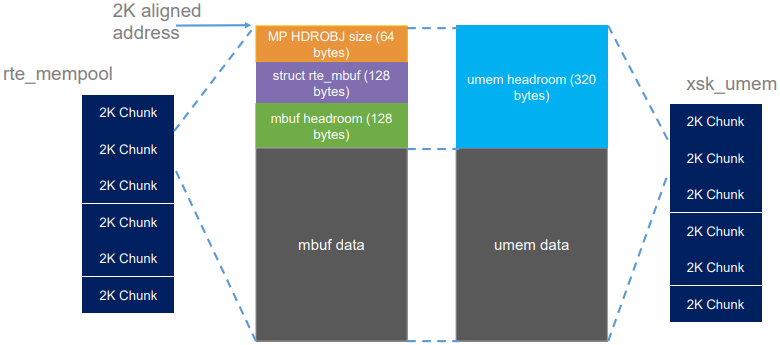 2K aligned
address
rte_mempool
2K Chunk
2K Chunk
2K Chunk
2K Chunk
2K Chunk
2K Chunk
MP HDROBJ size (64
bytes)
struct rte_mbuf (128
bytes)
mbuf headroom (128
bytes)
mbuf data
umem headroom (320
bytes)
umem data
xsk_umem
2K Chunk
2K Chunk
2K Chunk
2K Chunk
2K Chunk
2K Chunk